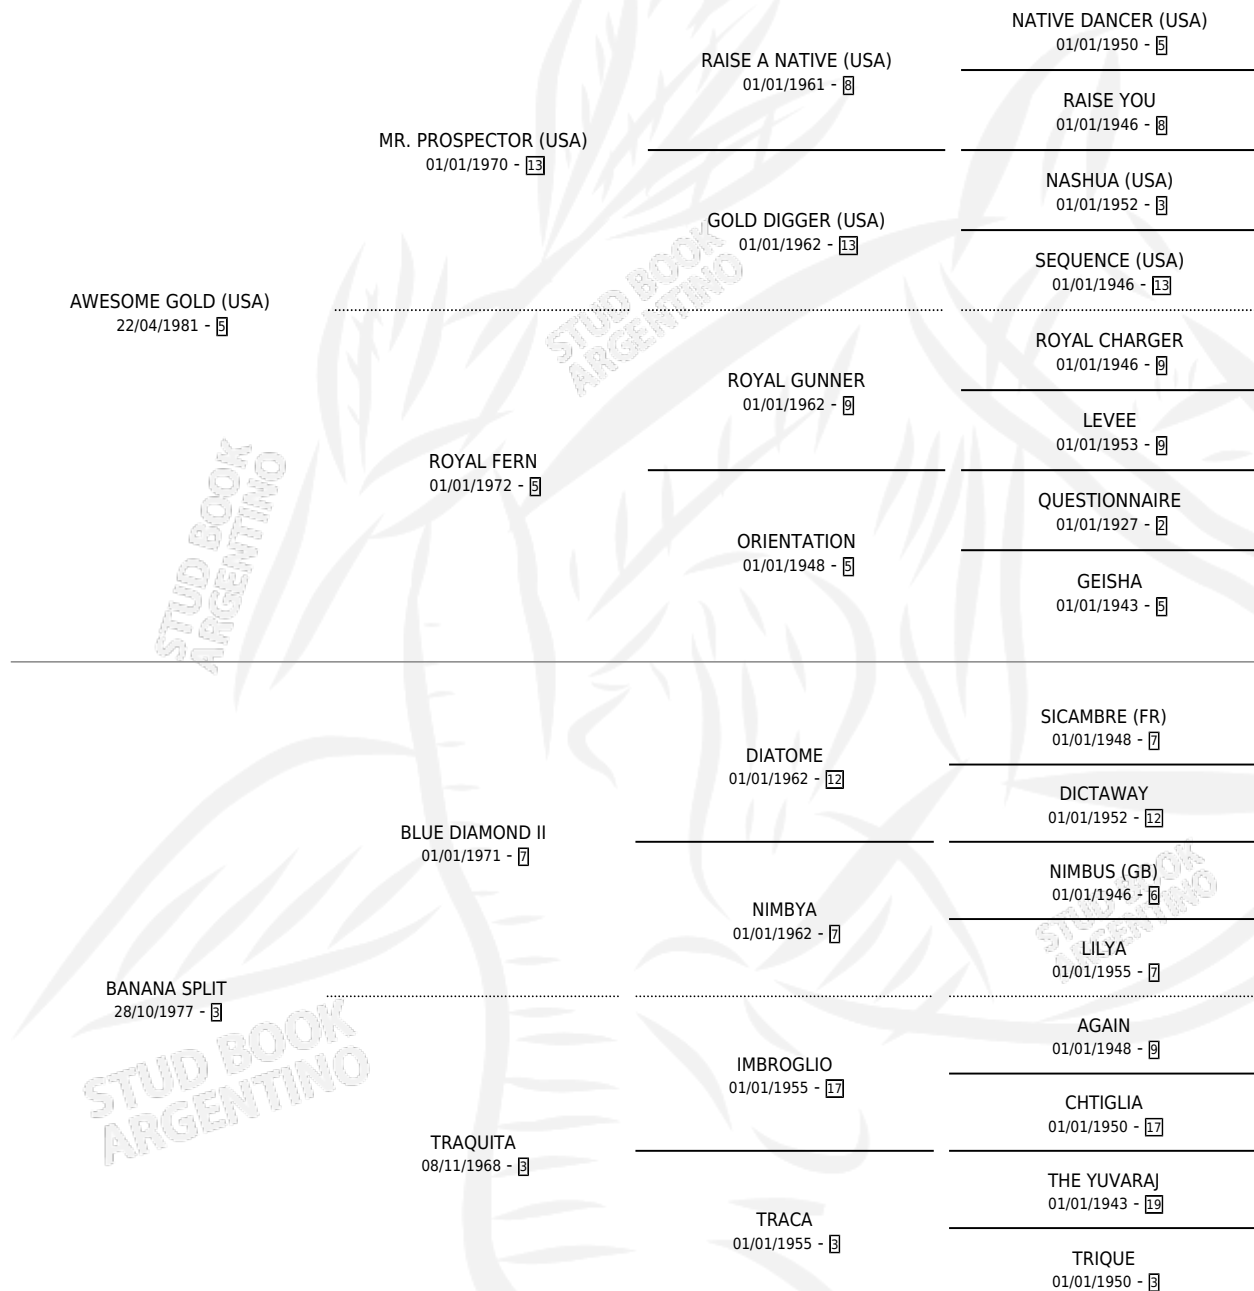 NATIVE DANCER (USA)
01/01/1950 - 5
RAISE A NATIVE (USA)
01/01/1961 - 8
RAISE YOU
01/01/1946 - 8
MR. PROSPECTOR (USA)
01/01/1970 - 13
NASHUA (USA)
01/01/1952 - 3
GOLD DIGGER (USA)
01/01/1962 - 13
SEQUENCE (USA)
01/01/1946 - 13
AWESOME GOLD (USA)
22/04/1981 - 5
ROYAL CHARGER
01/01/1946 - 9
ROYAL GUNNER
01/01/1962 - 9
LEVEE
01/01/1953 - 9
ROYAL FERN
01/01/1972 - 5
QUESTIONNAIRE
01/01/1927 - 2
ORIENTATION
01/01/1948 - 5
GEISHA
01/01/1943 - 5
SICAMBRE (FR)
01/01/1948 - 7
DIATOME
01/01/1962 - 12
DICTAWAY
01/01/1952 - 12
BLUE DIAMOND II
01/01/1971 - 7
NIMBUS (GB)
01/01/1946 - 6
NIMBYA
01/01/1962 - 7
LILYA
01/01/1955 - 7
BANANA SPLIT
28/10/1977 - 3
AGAIN
01/01/1948 - 9
IMBROGLIO
01/01/1955 - 17
CHTIGLIA
01/01/1950 - 17
TRAQUITA
08/11/1968 - 3
THE YUVARAJ
01/01/1943 - 19
TRACA
01/01/1955 - 3
TRIQUE
01/01/1950 - 3
STUD BOOK
ARGENTINO
STUD BOOK
ARGENTINO
STUD BOOK
ARGENTINO
STUD BOOK
ARGENTINO